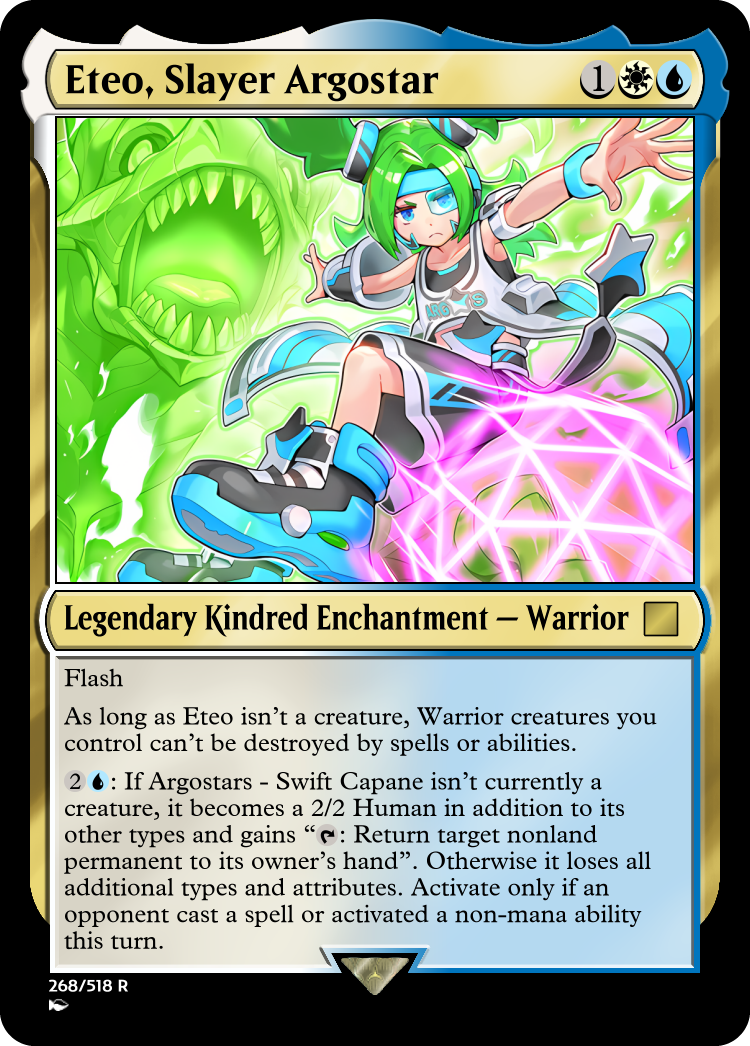 Eteo, Slayer Argostar 1
ARG S
Legendary Kindred Enchantment – Warrior
Flash
As long as Eteo isn't a creature, Warrior creatures you
control can't be destroyed by spells or abilities.
2: If Argostars - Swift Capane isn't currently a
creature, it becomes a 2/2 Human in addition to its
other types and gains “: Return target nonland
permanent to its owner's hand”. Otherwise it loses all
additional types and attributes. Activate only if an
opponent cast a spell or activated a non-mana ability
this turn.
268/518 R